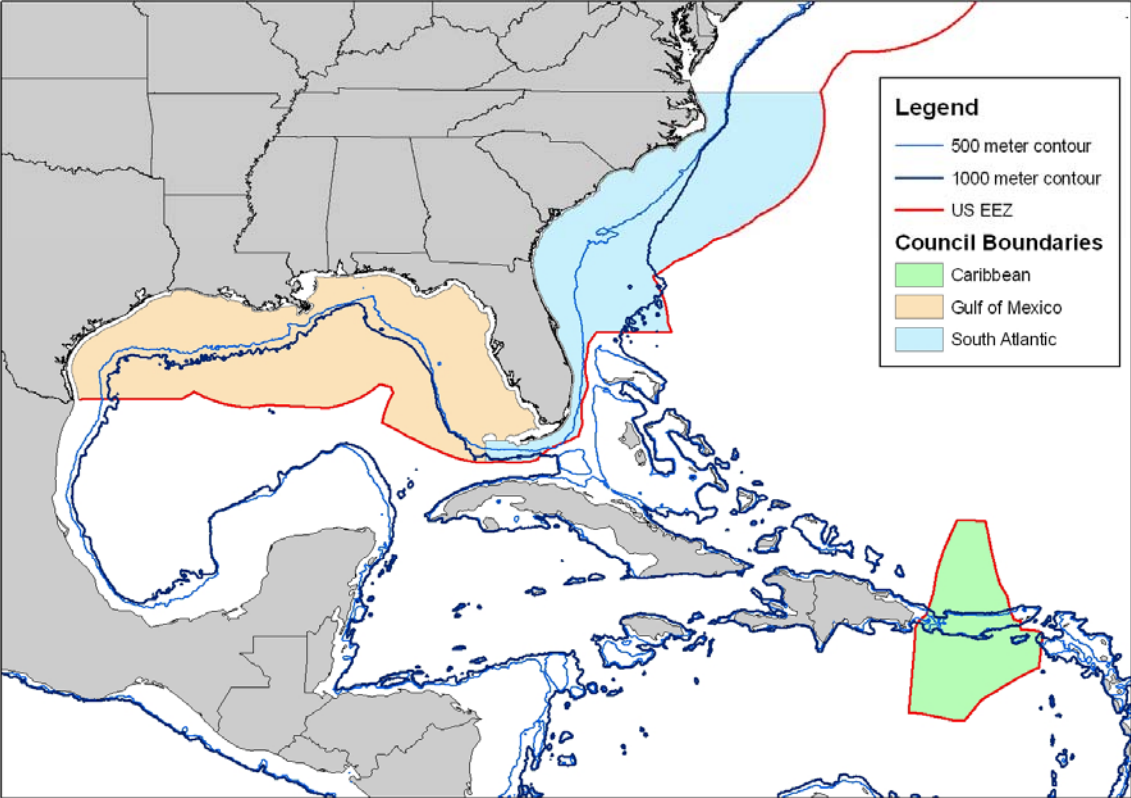 Legend
500 meter contour
1000 meter contour
US EEZ
Council Boundaries
Caribbean
Gulf of Mexico
South Atlantic